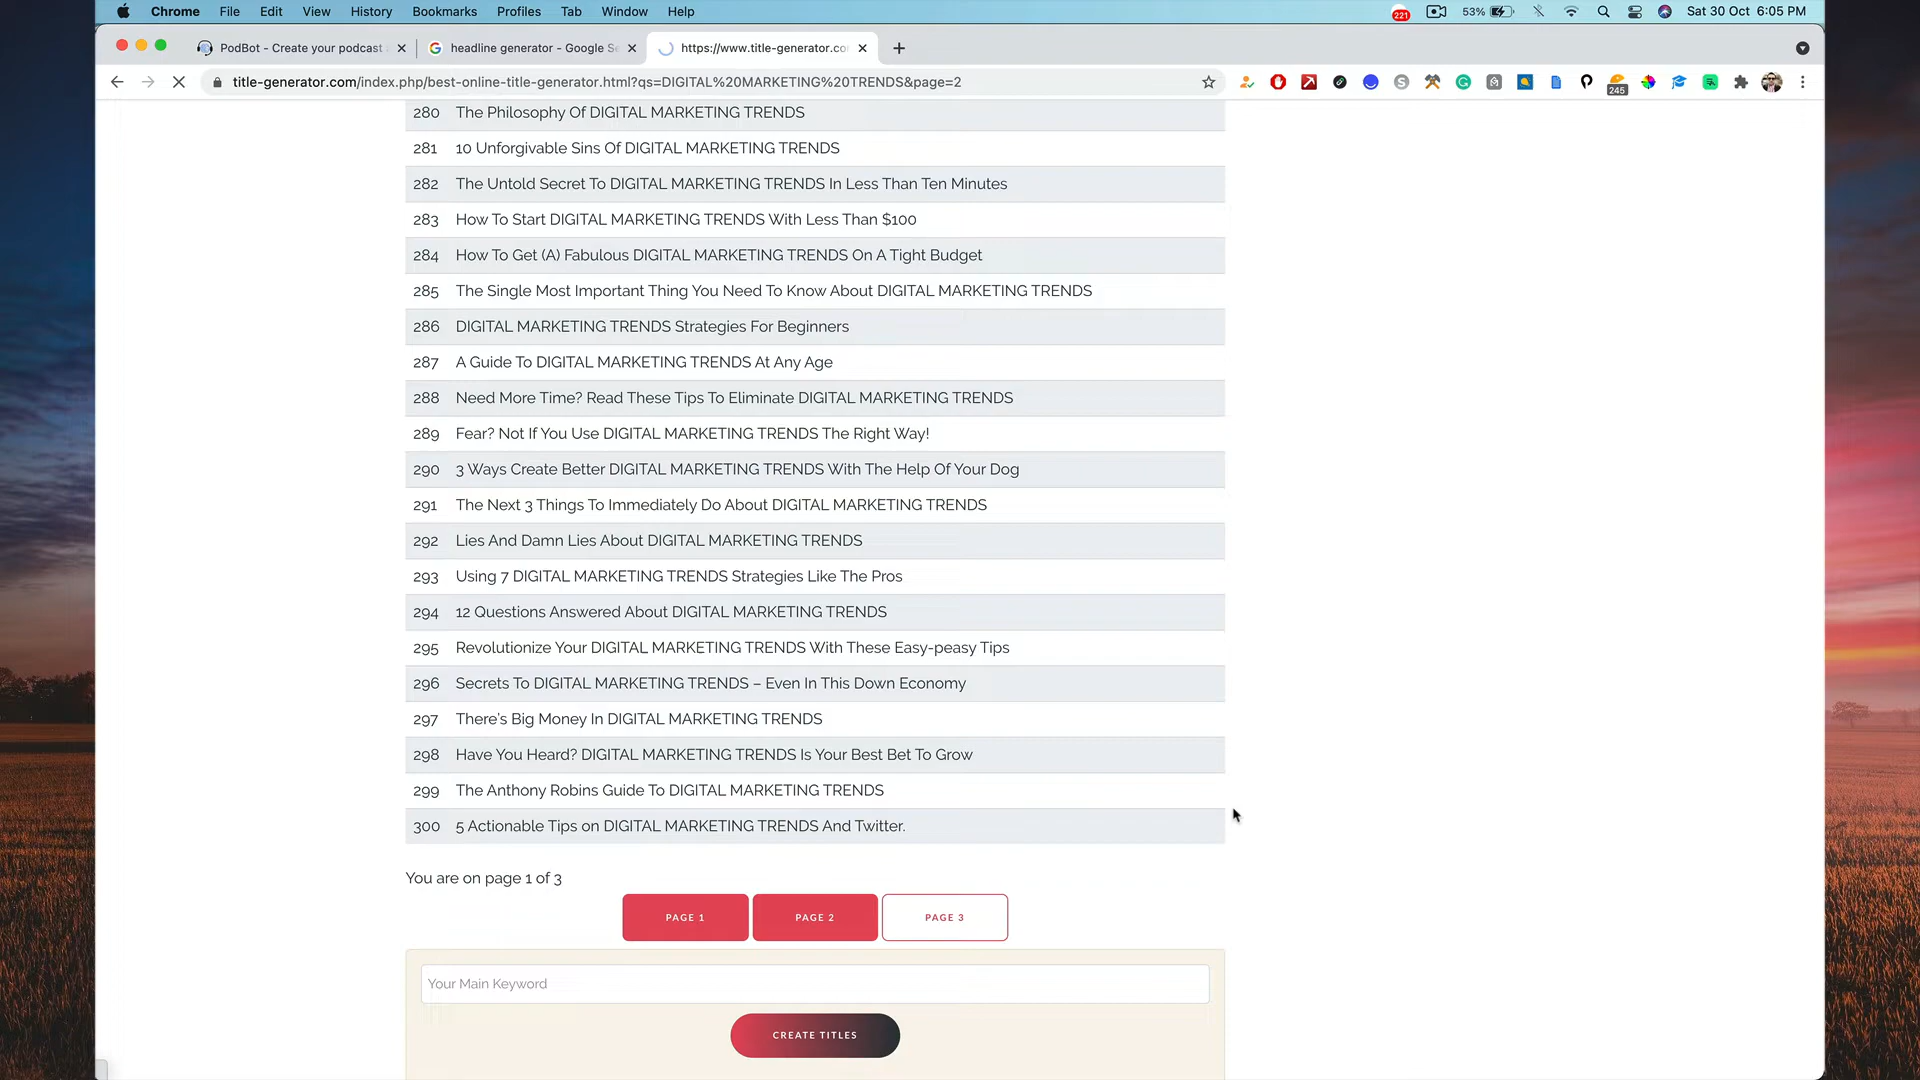 Chrome File Edit View History Bookmarks Profiles Tab Window Help
221 53% Sat 30 Oct 6:05 PM
PodBot - Create your podcast
headline generator - Google Se
https://www.title-generator.co
title-generator.com/index.php/best-online-title-generator.html?qs=DIGITAL%20MARKETING%20TRENDS&page=2
245
280 The Philosophy Of DIGITAL MARKETING TRENDS
281 10 Unforgivable Sins Of DIGITAL MARKETING TRENDS
282 The Untold Secret To DIGITAL MARKETING TRENDS In Less Than Ten Minutes
283 How To Start DIGITAL MARKETING TRENDS With Less Than $100
284 How To Get (A) Fabulous DIGITAL MARKETING TRENDS On A Tight Budget
285 The Single Most Important Thing You Need To Know About DIGITAL MARKETING TRENDS
286 DIGITAL MARKETING TRENDS Strategies For Beginners
287 A Guide To DIGITAL MARKETING TRENDS At Any Age
288 Need More Time? Read These Tips To Eliminate DIGITAL MARKETING TRENDS
289 Fear? Not If You Use DIGITAL MARKETING TRENDS The Right Way!
290 3 Ways Create Better DIGITAL MARKETING TRENDS With The Help Of Your Dog
291 The Next 3 Things To Immediately Do About DIGITAL MARKETING TRENDS
292 Lies And Damn Lies About DIGITAL MARKETING TRENDS
293 Using 7 DIGITAL MARKETING TRENDS Strategies Like The Pros
294 12 Questions Answered About DIGITAL MARKETING TRENDS
295 Revolutionize Your DIGITAL MARKETING TRENDS With These Easy-peasy Tips
296 Secrets To DIGITAL MARKETING TRENDS – Even In This Down Economy
297 There's Big Money In DIGITAL MARKETING TRENDS
298 Have You Heard? DIGITAL MARKETING TRENDS Is Your Best Bet To Grow
299 The Anthony Robins Guide To DIGITAL MARKETING TRENDS
300 5 Actionable Tips on DIGITAL MARKETING TRENDS And Twitter.
You are on page 1 of 3
PAGE 1 PAGE 2 PAGE 3
Your Main Keyword
CREATE TITLES